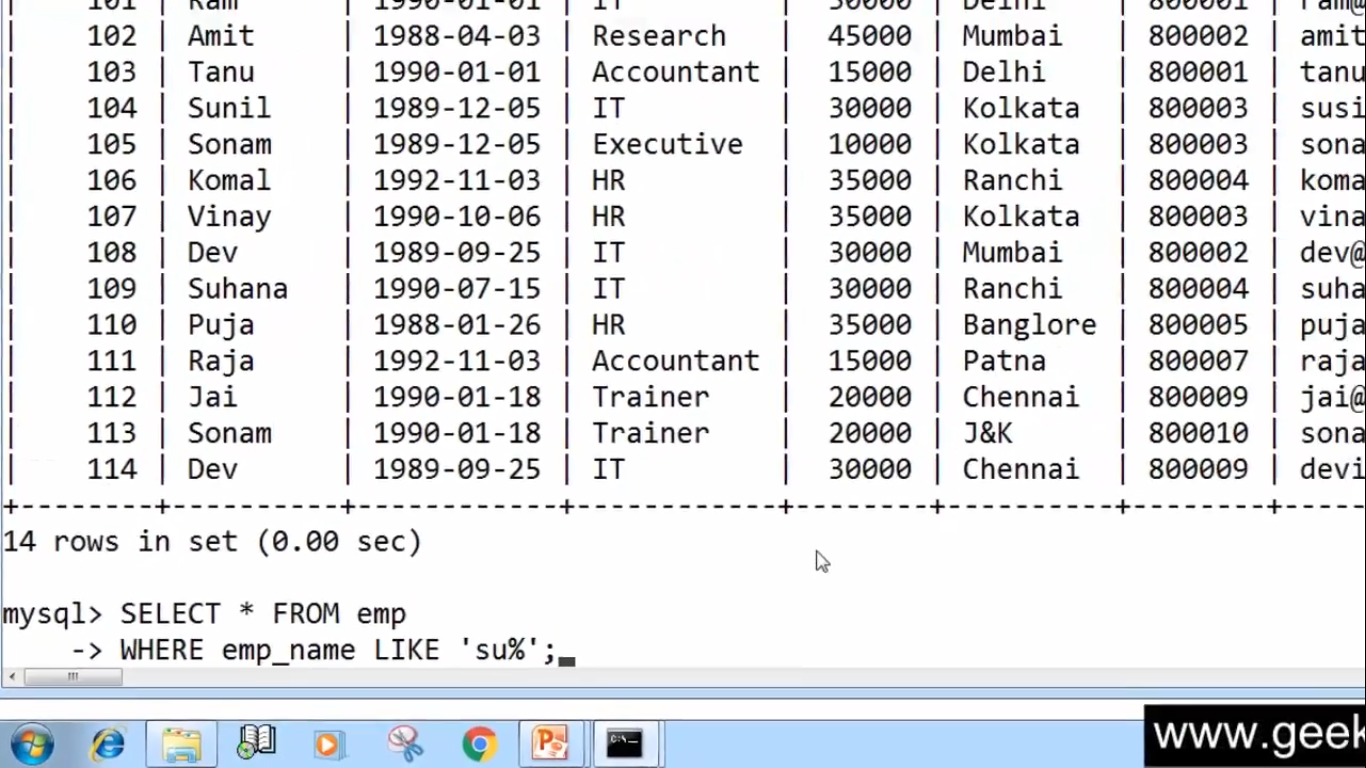 | 101 | Ram | 1990-01-01 | IT | 30000 | Delhi | 800001 | ram@
| 102 | Amit | 1988-04-03 | Research | 45000 | Mumbai | 800002 | amit
| 103 | Tanu | 1990-01-01 | Accountant | 15000 | Delhi | 800001 | tanu
| 104 | Sunil | 1989-12-05 | IT | 30000 | Kolkata | 800003 | susi
| 105 | Sonam | 1989-12-05 | Executive | 10000 | Kolkata | 800003 | sona
| 106 | Komal | 1992-11-03 | HR | 35000 | Ranchi | 800004 | koma
| 107 | Vinay | 1990-10-06 | HR | 35000 | Kolkata | 800003 | vina
| 108 | Dev | 1989-09-25 | IT | 30000 | Mumbai | 800002 | dev@
| 109 | Suhana | 1990-07-15 | IT | 30000 | Ranchi | 800004 | suha
| 110 | Puja | 1988-01-26 | HR | 35000 | Banglore | 800005 | puja
| 111 | Raja | 1992-11-03 | Accountant | 15000 | Patna | 800007 | raja
| 112 | Jai | 1990-01-18 | Trainer | 20000 | Chennai | 800009 | jai@
| 113 | Sonam | 1990-01-18 | Trainer | 20000 | J&K | 800010 | sona
| 114 | Dev | 1989-09-25 | IT | 30000 | Chennai | 800009 | devi
+--------+----------+------------+------------+--------+----------+--------+-----
14 rows in set (0.00 sec)
mysql> SELECT * FROM emp
-> WHERE emp_name LIKE 'su%';
www.geek